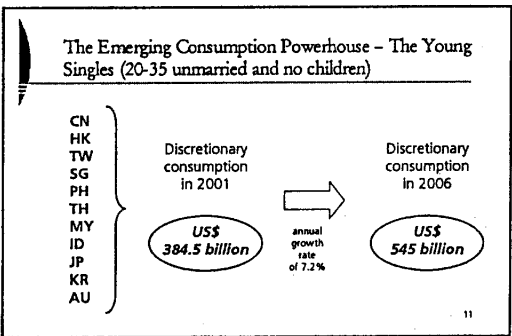 The Emerging Consumption Powerhouse – The Young
Singles (20-35 unmarried and no children)
CN
HK
TW
SG
PH
TH
MY
ID
JP
KR
AU
Discretionary
consumption
in 2001
US$
384.5 billion
annual
growth
rate
of 7.2%
Discretionary
consumption
in 2006
US$
545 billion
11